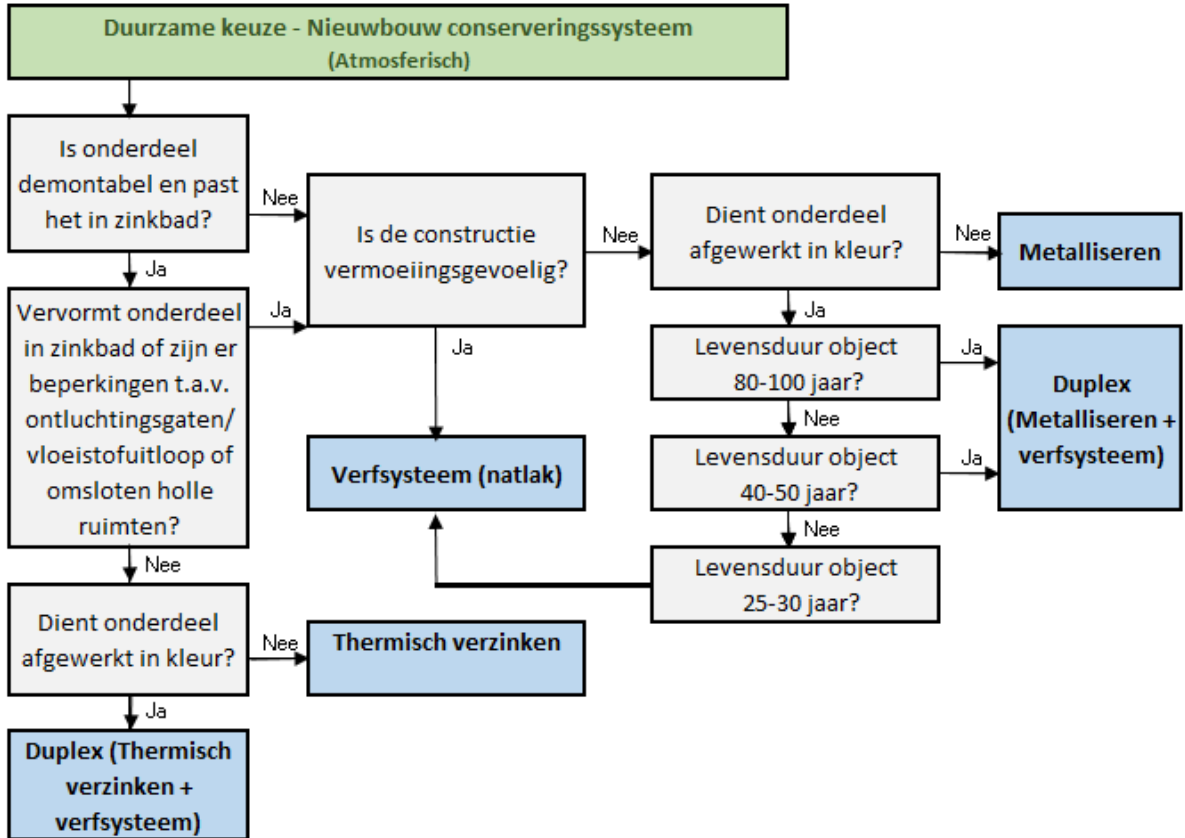 Duurzame keuze - Nieuwbouw conserveringssysteem
(Atmosferisch)
Is onderdeel
demontabel en past
het in zinkbad?
Nee
Ja
Vervormt onderdeel
in zinkbad of zijn er
beperkingen t.a.v.
ontluchtingsgaten/
vloeistofuitloop of
omsloten holle
ruimten?
Ja
Nee
Dient onderdeel
afgewerkt in kleur?
Nee
Ja
Duplex (Thermisch
verzinken +
verfsysteem)
Is de constructie
vermoeiingsgevoelig?
Nee
Ja
Verfsysteem (natlak)
Thermisch verzinken
Dient onderdeel
afgewerkt in kleur?
Nee
Ja
Levensduur object
80-100 jaar?
Ja
Nee
Levensduur object
40-50 jaar?
Ja
Nee
Levensduur object
25-30 jaar?
Metalliseren
Duplex
(Metalliseren +
verfsysteem)